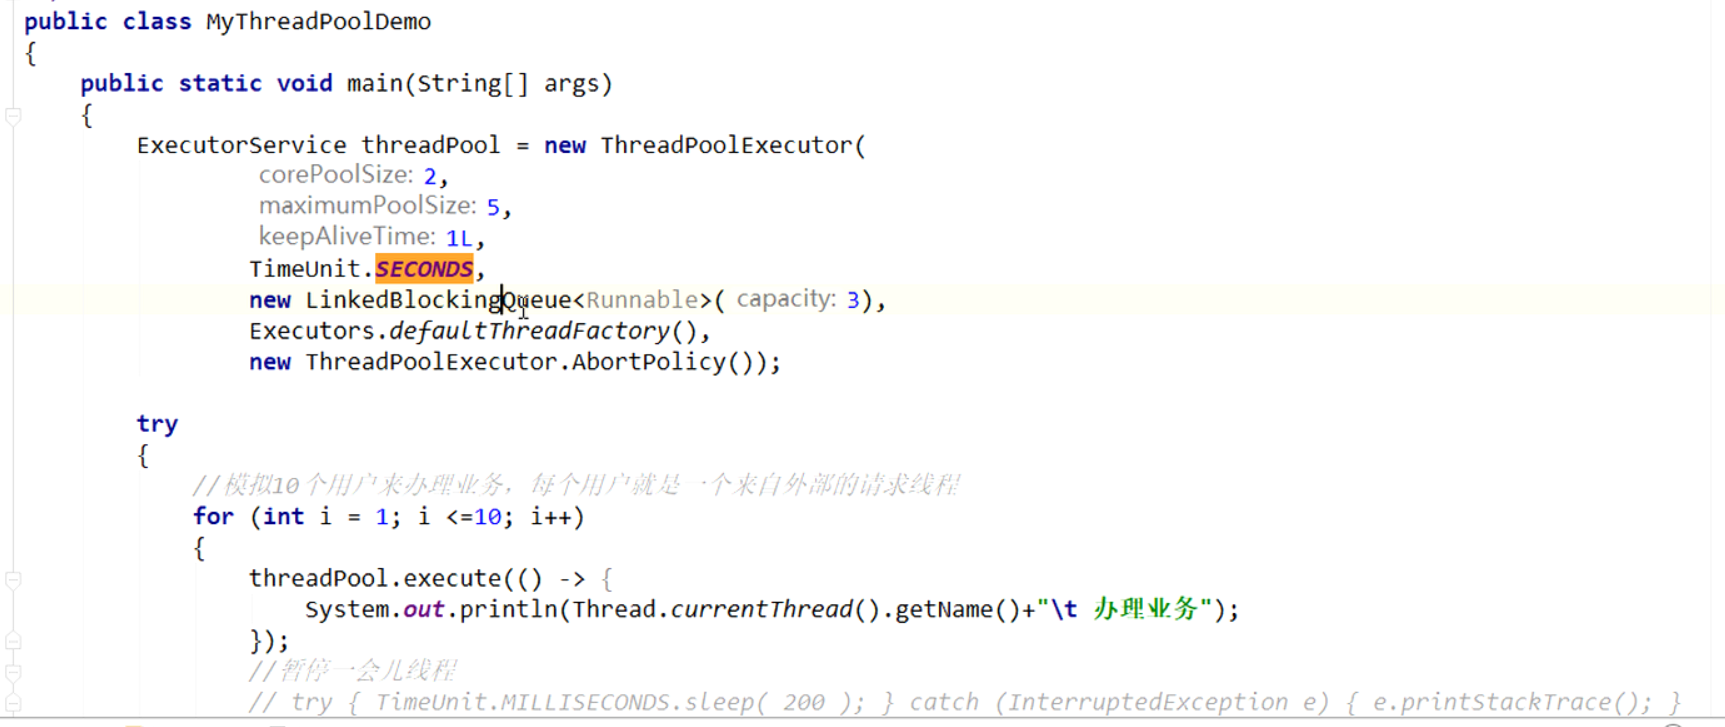 public class MyThreadPoolDemo
{
public static void main(String[] args)
{
ExecutorService threadPool = new ThreadPoolExecutor(
corePoolSize: 2,
maximumPoolSize: 5,
keepAliveTime: 1L,
TimeUnit.SECONDS,
new LinkedBlockingQueue<Runnable>( capacity: 3),
Executors.defaultThreadFactory(),
new ThreadPoolExecutor.AbortPolicy());
try
{
//模拟10个用户来办理业务，每个用户就是一个来自外部的请求线程
for (int i = 1; i <=10; i++)
{
threadPool.execute(() -> {
System.out.println(Thread.currentThread().getName()+"\t 办理业务");
});
//暂停一会儿线程
// try { TimeUnit.MILLISECONDS.sleep( 200 ); } catch (InterruptedException e) { e.printStackTrace(); }